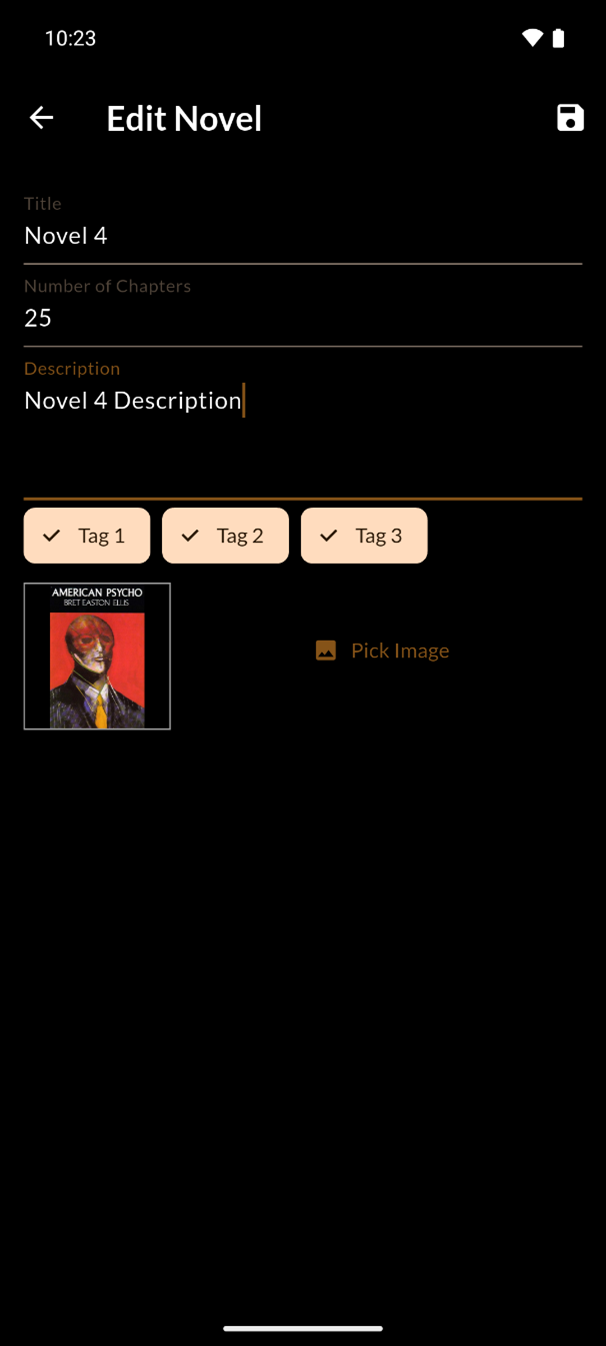 10:23
Edit Novel
Title
Novel 4
Number of Chapters
25
Description
Novel 4 Description
Tag 1 Tag 2 Tag 3
AMERICAN PSYCHO
BRET EASTON ELLIS
Pick Image